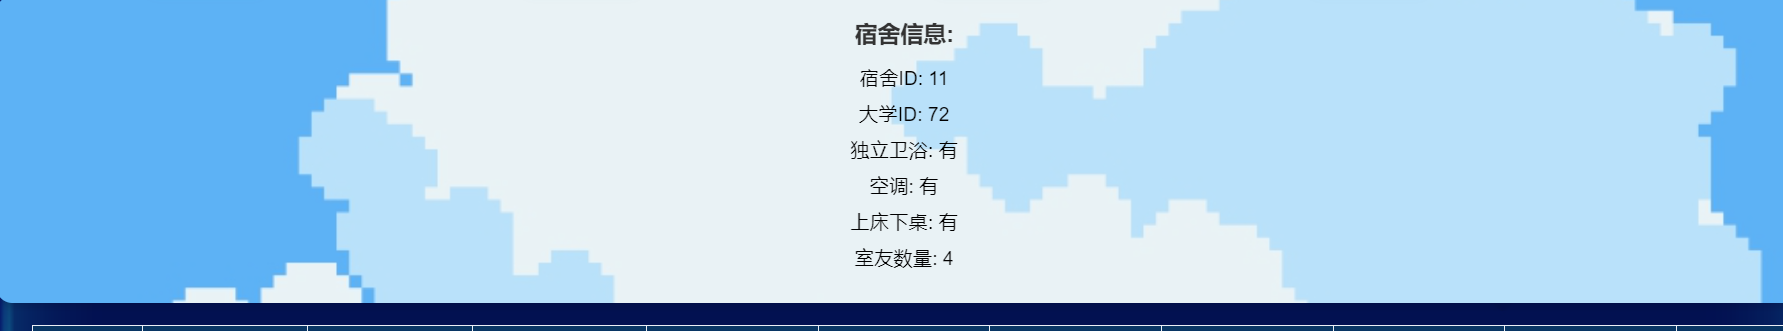 宿舍信息:
宿舍ID: 11
大学ID: 72
独立卫浴: 有
空调: 有
上床下桌: 有
室友数量: 4